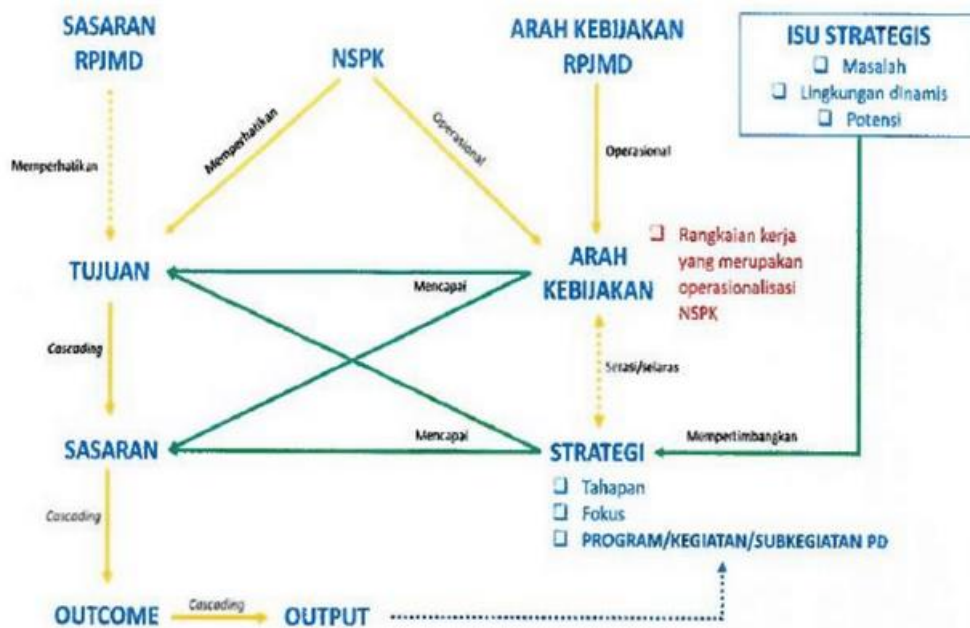 SASARAN
RPJMD
NSPK
ARAH KEBIJAKAN
RPJMD
ISU STRATEGIS
❑ Masalah
❑ Lingkungan dinamis
❑ Potensi
Memperhatikan
Memperhatikan
Operasional
Operasional
TUJUAN
Mencapai
ARAH
KEBIJAKAN
❑ Rangkaian kerja
yang merupakan
operasionalisasi
NSPK
Cascading
Serasi/selaras
SASARAN
Mencapai
STRATEGI
Mempertimbangkan
❑ Tahapan
❑ Fokus
❑ PROGRAM/KEGIATAN/SUBKEGIATAN PD
Cascading
OUTCOME
Cascading
OUTPUT